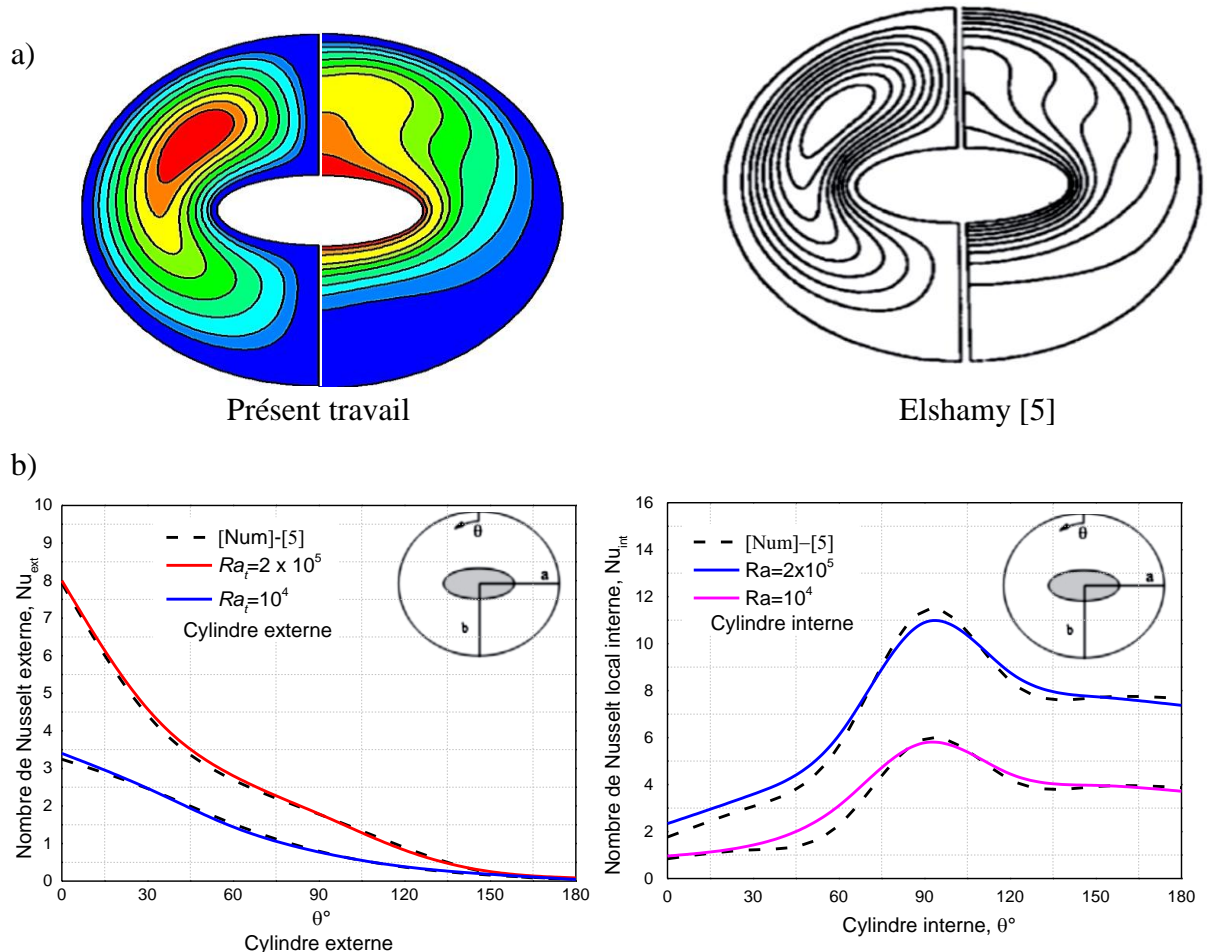 a)
Présent travail
Elshamy [5]
b)
Nombre de Nusselt externe, Nu_ext
10
9
8
7
6
5
4
3
2
1
0
0 30 60 90 120 150 180
[Num]-[5]
Ra_t=2 x 10^5
Ra_t=10^4
Cylindre externe
θ
a
b
θ°
Cylindre externe
Nombre de Nusselt local interne, Nu_int
16
14
12
10
8
6
4
2
0
0 30 60 90 120 150 180
[Num]–[5]
Ra=2x10^5
Ra=10^4
Cylindre interne
θ
a
b
Cylindre interne, θ°